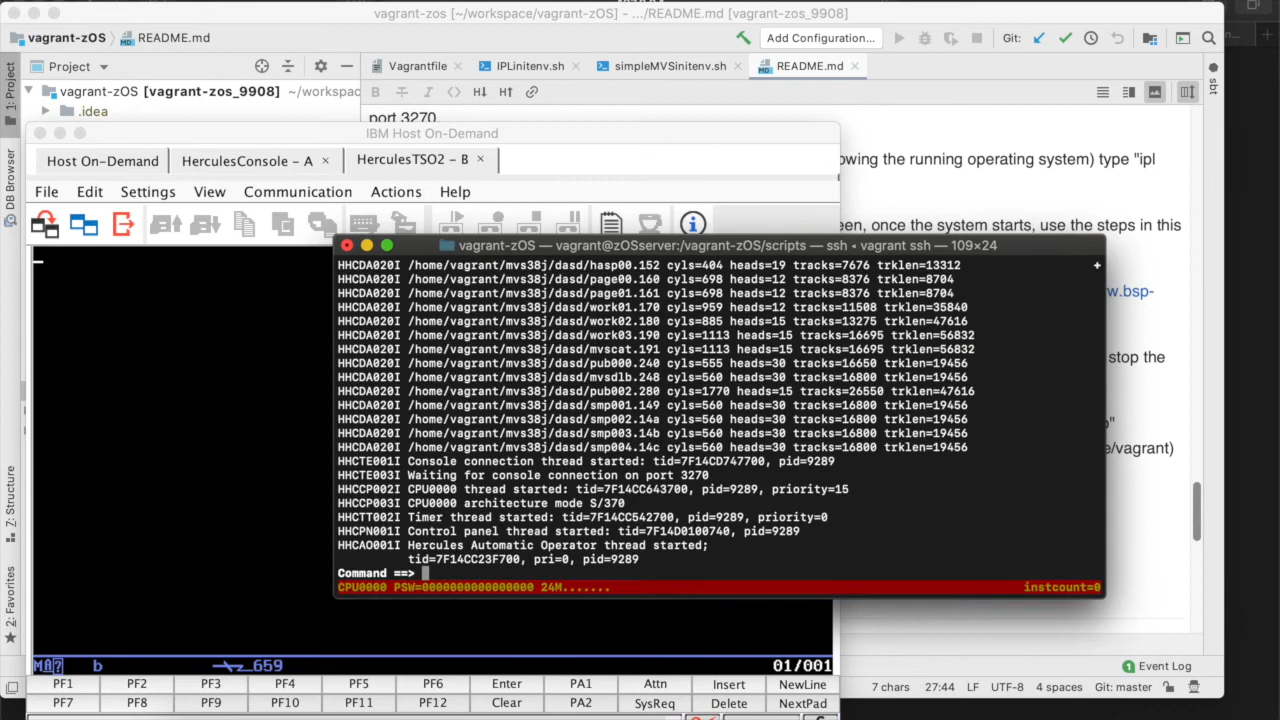 vagrant-zos [~/workspace/vagrant-zOS] - .../README.md [vagrant-zos_9908]
vagrant-zOS README.md Add Configuration... Git:
Project Vagrantfile IPLinitenv.sh simpleMVSinitenv.sh README.md
1: Project
vagrant-zOS [vagrant-zos_9908] ~/workspac
.idea
B I H↓ H↑
sbt
port 3270.
DB Browser
IBM Host On-Demand
Host On-Demand HerculesConsole - A × HerculesTSO2 - B ×
owing the running operating system) type "ipl
File Edit Settings View Communication Actions Help
een, once the system starts, use the steps in this
vagrant-zOS — vagrant@zOSserver:/vagrant-zOS/scripts — ssh ◂ vagrant ssh — 109×24
HHCDA020I /home/vagrant/mvs38j/dasd/hasp00.152 cyls=404 heads=19 tracks=7676 trklen=13312 +
HHCDA020I /home/vagrant/mvs38j/dasd/page00.160 cyls=698 heads=12 tracks=8376 trklen=8704
HHCDA020I /home/vagrant/mvs38j/dasd/page01.161 cyls=698 heads=12 tracks=8376 trklen=8704
w.bsp-
HHCDA020I /home/vagrant/mvs38j/dasd/work01.170 cyls=959 heads=12 tracks=11508 trklen=35840
HHCDA020I /home/vagrant/mvs38j/dasd/work02.180 cyls=885 heads=15 tracks=13275 trklen=47616
HHCDA020I /home/vagrant/mvs38j/dasd/work03.190 cyls=1113 heads=15 tracks=16695 trklen=56832
HHCDA020I /home/vagrant/mvs38j/dasd/mvscat.191 cyls=1113 heads=15 tracks=16695 trklen=56832
stop the
HHCDA020I /home/vagrant/mvs38j/dasd/pub000.240 cyls=555 heads=30 tracks=16650 trklen=19456
HHCDA020I /home/vagrant/mvs38j/dasd/mvsdlb.248 cyls=560 heads=30 tracks=16800 trklen=19456
HHCDA020I /home/vagrant/mvs38j/dasd/pub002.280 cyls=1770 heads=15 tracks=26550 trklen=47616
HHCDA020I /home/vagrant/mvs38j/dasd/smp001.149 cyls=560 heads=30 tracks=16800 trklen=19456
HHCDA020I /home/vagrant/mvs38j/dasd/smp002.14a cyls=560 heads=30 tracks=16800 trklen=19456
HHCDA020I /home/vagrant/mvs38j/dasd/smp003.14b cyls=560 heads=30 tracks=16800 trklen=19456
HHCDA020I /home/vagrant/mvs38j/dasd/smp004.14c cyls=560 heads=30 tracks=16800 trklen=19456
e/vagrant)
HHCTE001I Console connection thread started: tid=7F14CD747700, pid=9289
HHCTE003I Waiting for console connection on port 3270
HHCCP002I CPU0000 thread started: tid=7F14CC643700, pid=9289, priority=15
HHCCP003I CPU0000 architecture mode S/370
HHCTT002I Timer thread started: tid=7F14CC542700, pid=9289, priority=0
HHCPN001I Control panel thread started: tid=7F14D0100740, pid=9289
HHCAO001I Hercules Automatic Operator thread started;
tid=7F14CC23F700, pri=0, pid=9289
Command ==>
CPU0000 PSW=0000000000000000 24M....... instcount=0
Z: Structure
2: Favorites
b 659 01/001
1 Event Log
PF1 PF2 PF3 PF4 PF5 PF6 Enter PA1 Attn Insert NewLine
7 chars 27:44 LF UTF-8 4 spaces Git: master
PF7 PF8 PF9 PF10 PF11 PF12 Clear PA2 SysReq Delete NextPad